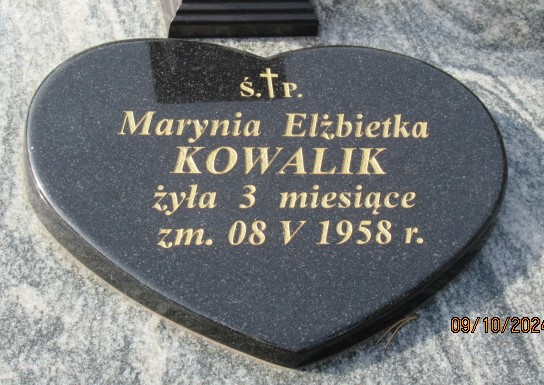 Ś.†P.
Marynia Elżbietka
KOWALIK
żyła 3 miesiące
zm. 08 V 1958 r.
09/10/2024